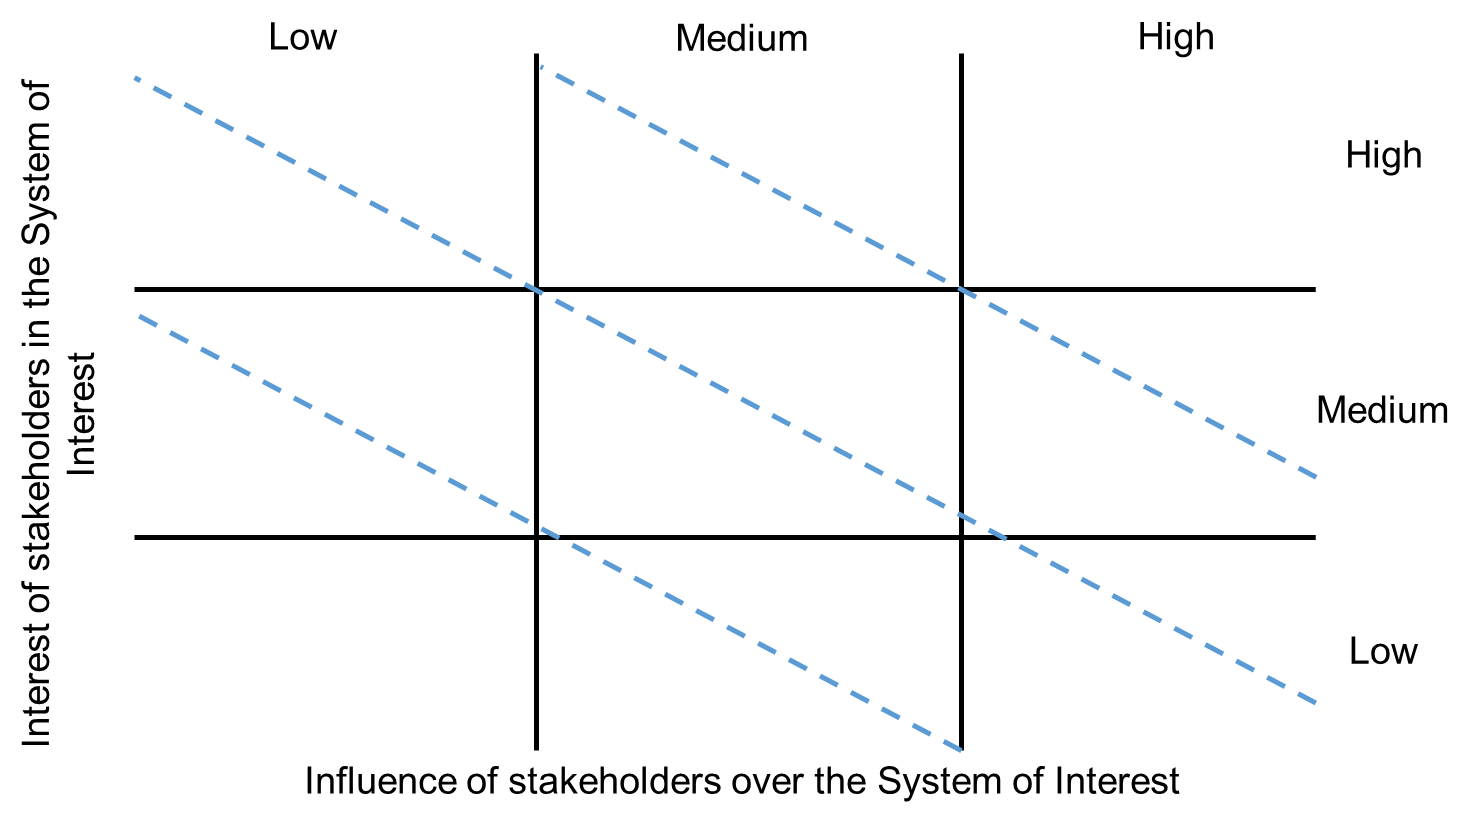 Low
Medium
High
Interest of stakeholders in the System of
Interest
High
Medium
Low
Influence of stakeholders over the System of Interest